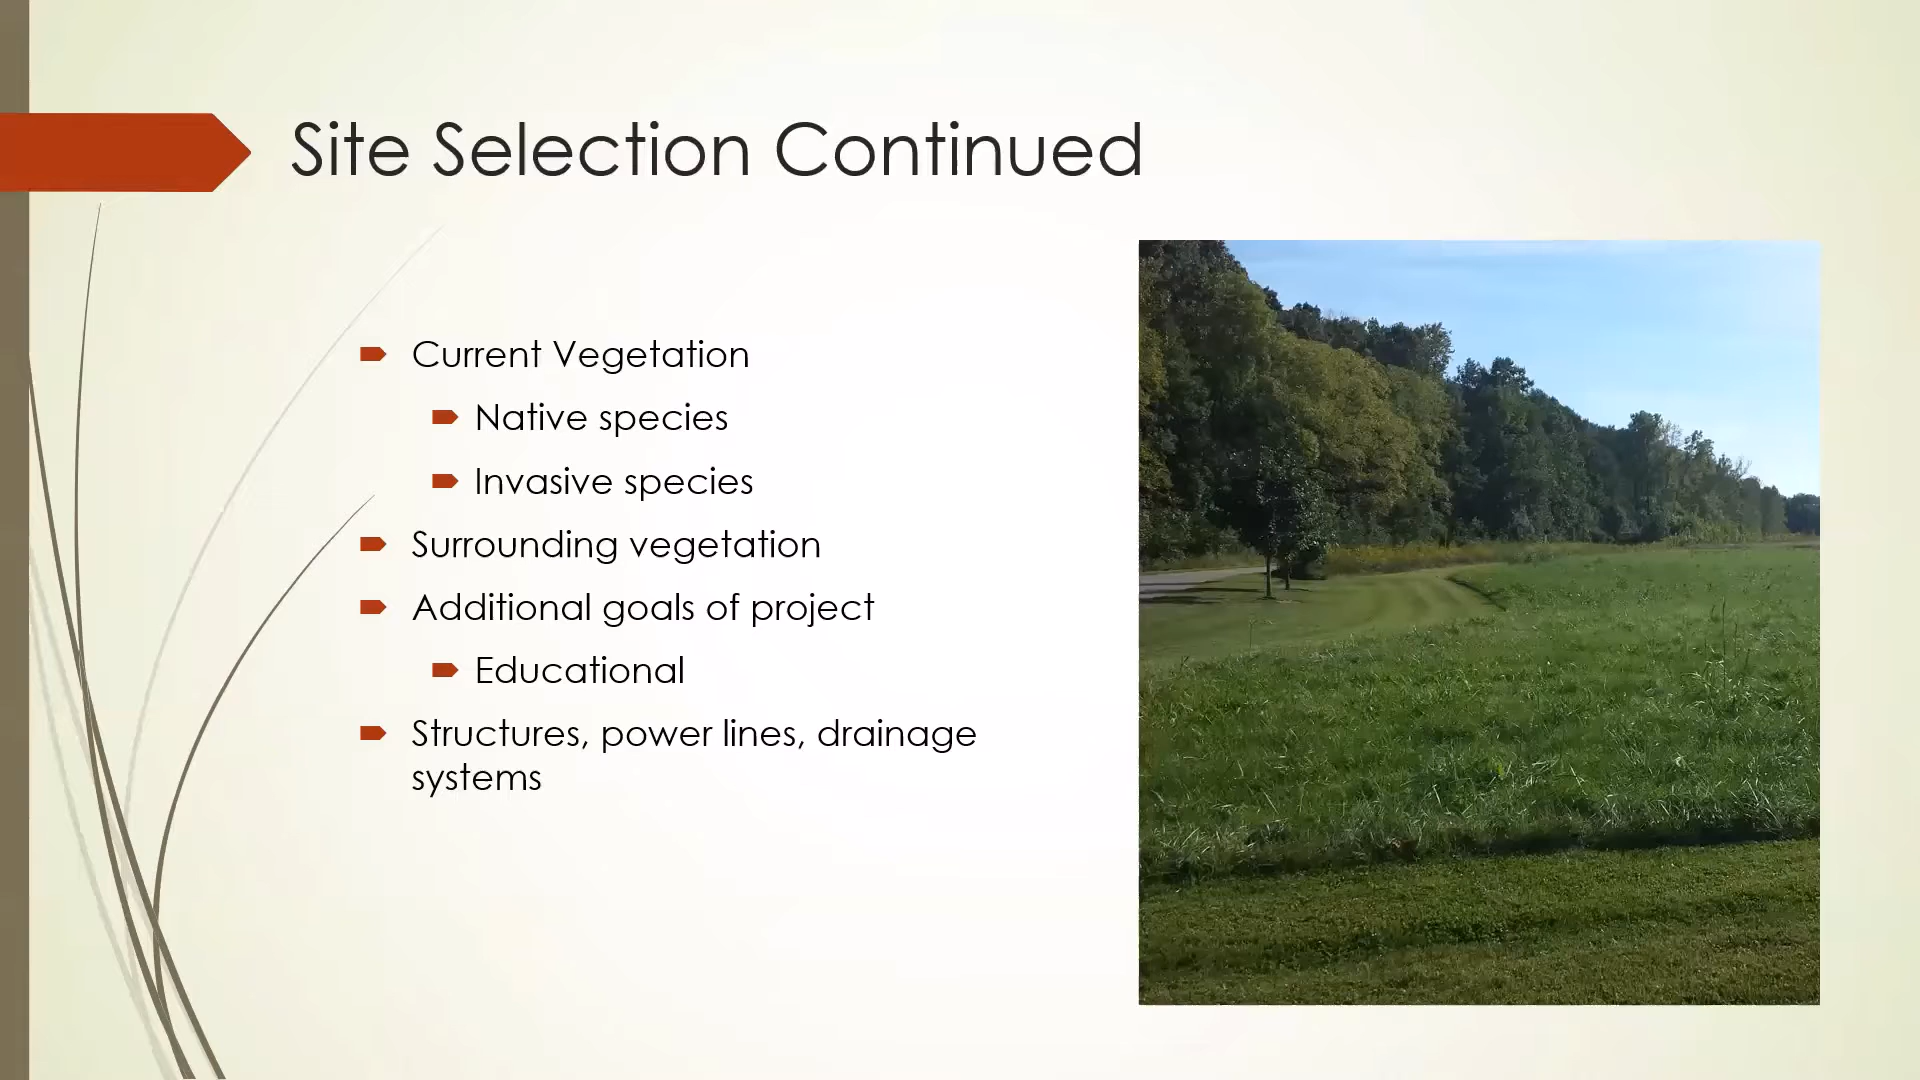 Site Selection Continued
Current Vegetation
Native species
Invasive species
Surrounding vegetation
Additional goals of project
Educational
Structures, power lines, drainage
systems